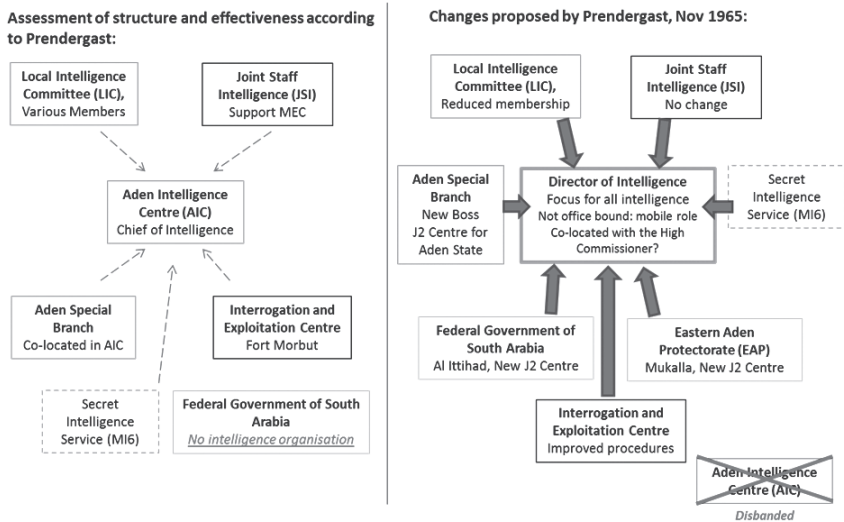 Assessment of structure and effectiveness according
to Prendergast:
Local Intelligence
Committee (LIC),
Various Members
Joint Staff
Intelligence (JSI)
Support MEC
Aden Intelligence
Centre (AIC)
Chief of Intelligence
Aden Special
Branch
Co-located in AIC
Interrogation and
Exploitation Centre
Fort Morbut
Secret
Intelligence
Service (MI6)
Federal Government of South
Arabia
No intelligence organisation
Changes proposed by Prendergast, Nov 1965:
Local Intelligence
Committee (LIC),
Reduced membership
Joint Staff
Intelligence (JSI)
No change
Aden Special
Branch
New Boss
J2 Centre for
Aden State
Director of Intelligence
Focus for all intelligence
Not office bound: mobile role
Co-located with the High
Commissioner?
Secret
Intelligence
Service (MI6)
Federal Government of
South Arabia
Al Ittihad, New J2 Centre
Eastern Aden
Protectorate (EAP)
Mukalla, New J2 Centre
Interrogation and
Exploitation Centre
Improved procedures
Aden Intelligence
Centre (AIC)
Disbanded